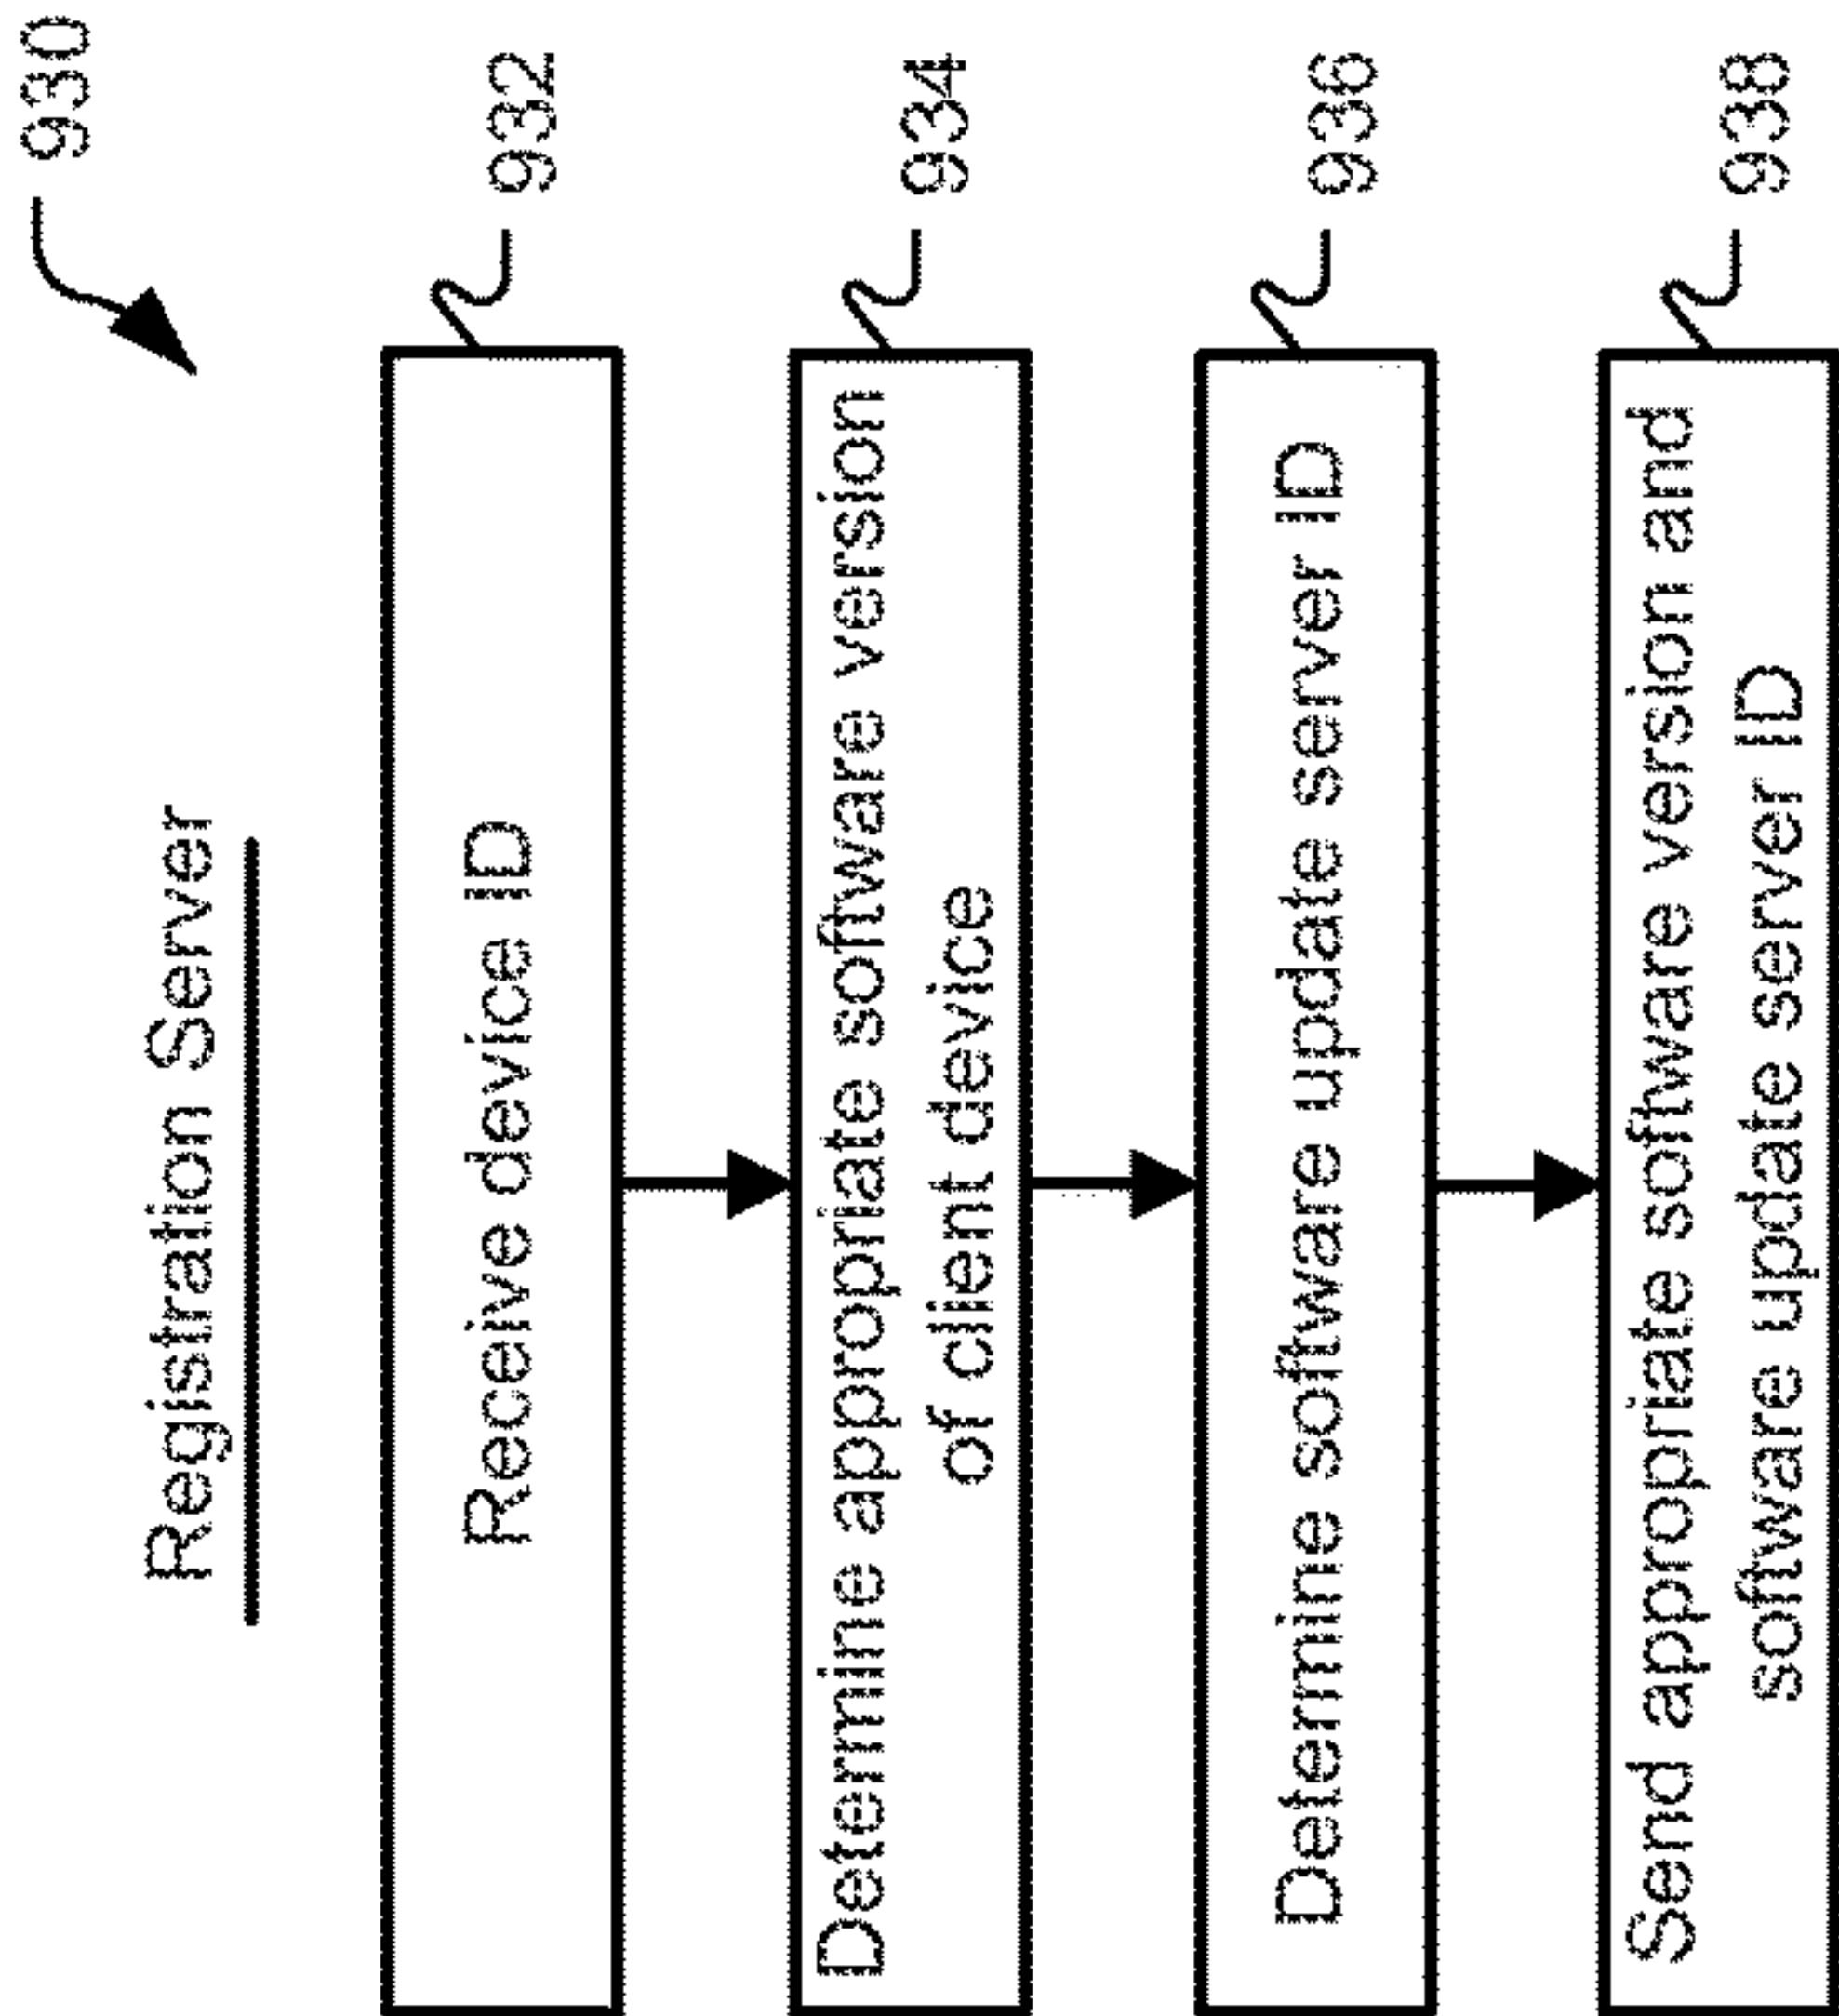 930
Registration Server
932
Receive device ID
934
Determine appropriate software version
of client device
936
Determine software update server ID
938
Send appropriate software version and
software update server ID